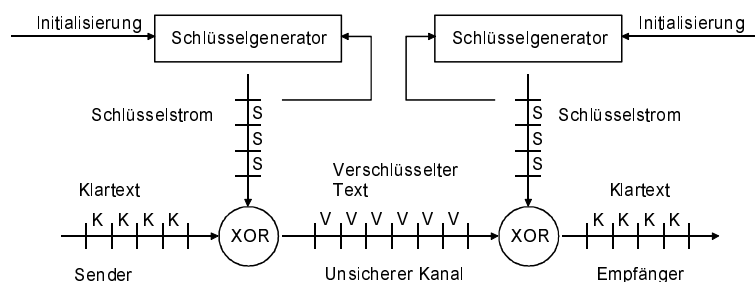 Initialisierung
Schlüsselgenerator
Schlüsselgenerator
Initialisierung
Schlüsselstrom
S
S
S
S
S
S
Schlüsselstrom
Verschlüsselter
Text
Klartext
Klartext
K K K K
XOR
V V V V V V
XOR
K K K K
Sender
Unsicherer Kanal
Empfänger